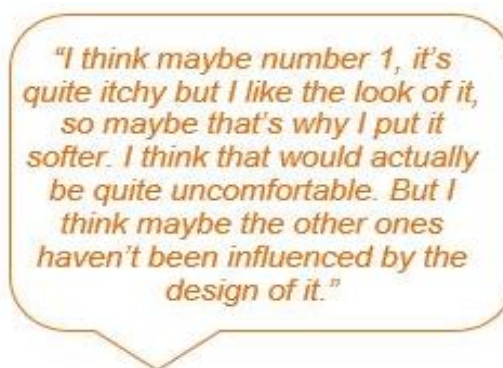 “I think maybe number 1, it’s
quite itchy but I like the look of it,
so maybe that’s why I put it
softer. I think that would actually
be quite uncomfortable. But I
think maybe the other ones
haven’t been influenced by the
design of it.”